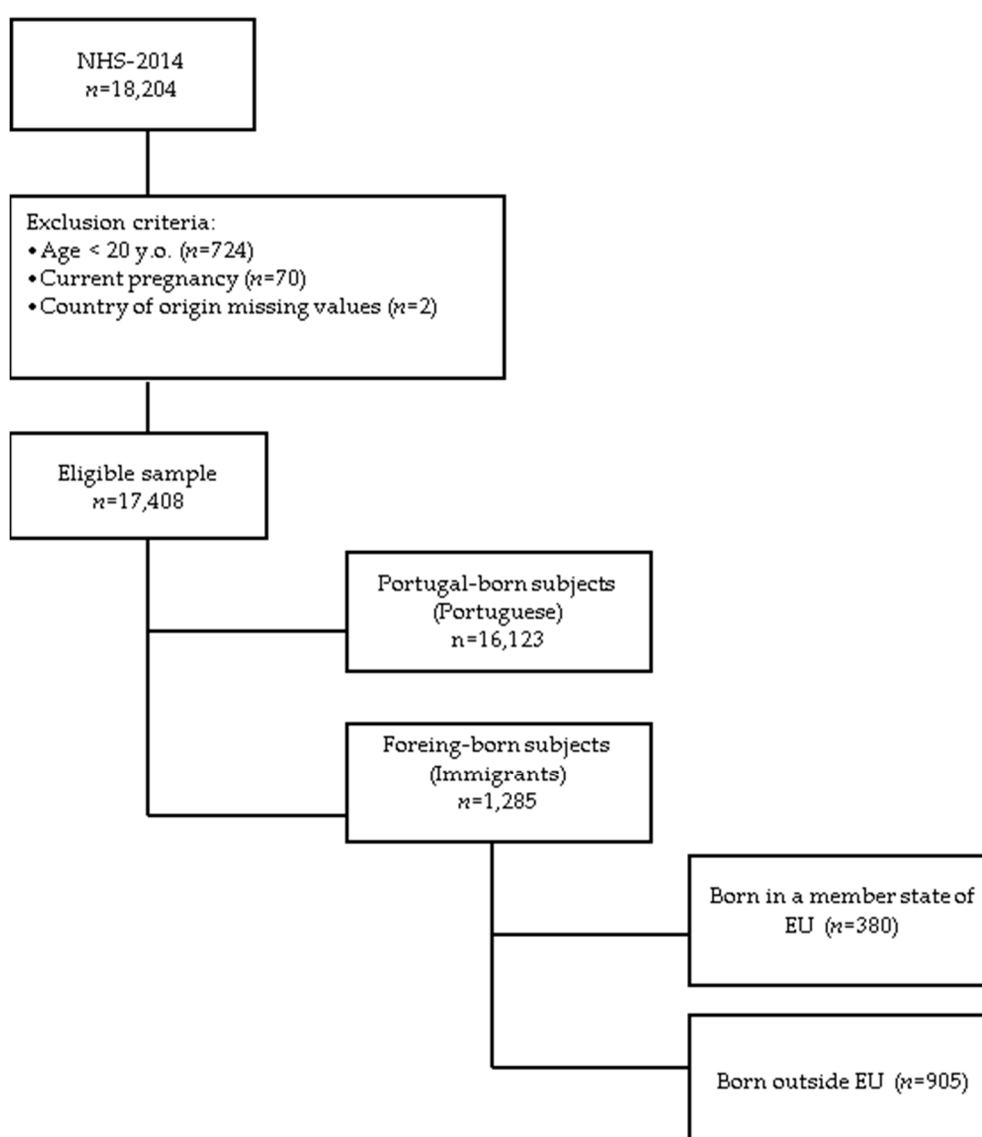 NHS-2014
n=18,204
Exclusion criteria:
•Age < 20 y.o. (n=724)
•Current pregnancy (n=70)
•Country of origin missing values (n=2)
Eligible sample
n=17,408
Portugal-born subjects
(Portuguese)
n=16,123
Foreing-born subjects
(Immigrants)
n=1,285
Born in a member state of
EU (n=380)
Born outside EU (n=905)